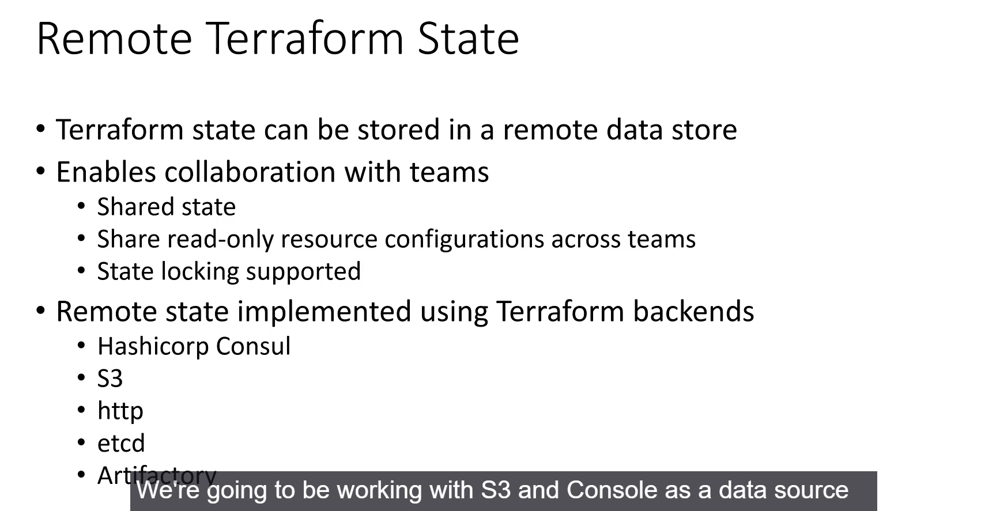 Remote Terraform State
• Terraform state can be stored in a remote data store
• Enables collaboration with teams
• Shared state
• Share read-only resource configurations across teams
• State locking supported
• Remote state implemented using Terraform backends
• Hashicorp Consul
• S3
• http
• etcd
• Artifactory
We're going to be working with S3 and Console as a data source